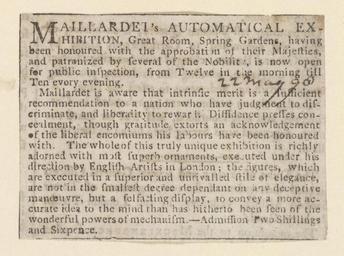 MAILLARDET's AUTOMATICAL EX-
HIBITION, Great Room, Spring Gardens, having
been honoured with the approbation of their Majesties,
and patronized by several of the Nobility, is now open
for public inspection, from Twelve in the morning till
Ten every evening.
22 May 98
Maillardet is aware that intrinsic merit is a sufficient
recommendation to a nation who have judgment to dis-
criminate, and liberality to reward. Diffidence presses con-
cealment, though gratitude extorts an acknowledgement
of the liberal encomiums his labours have been honoured
with. The whole of this truly unique exhibition is richly
adorned with most superb ornaments, executed under his
direction by English Artists in London; the figures, which
are executed in a superior and unrivalled stile of elegance,
are not in the smallest degree dependant on any deceptive
manœuvre, but a selfacting display, to convey a more ac-
curate idea to the mind than has hitherto been seen of the
wonderful powers of mechanism.—Admission Two Shillings
and Sixpence.